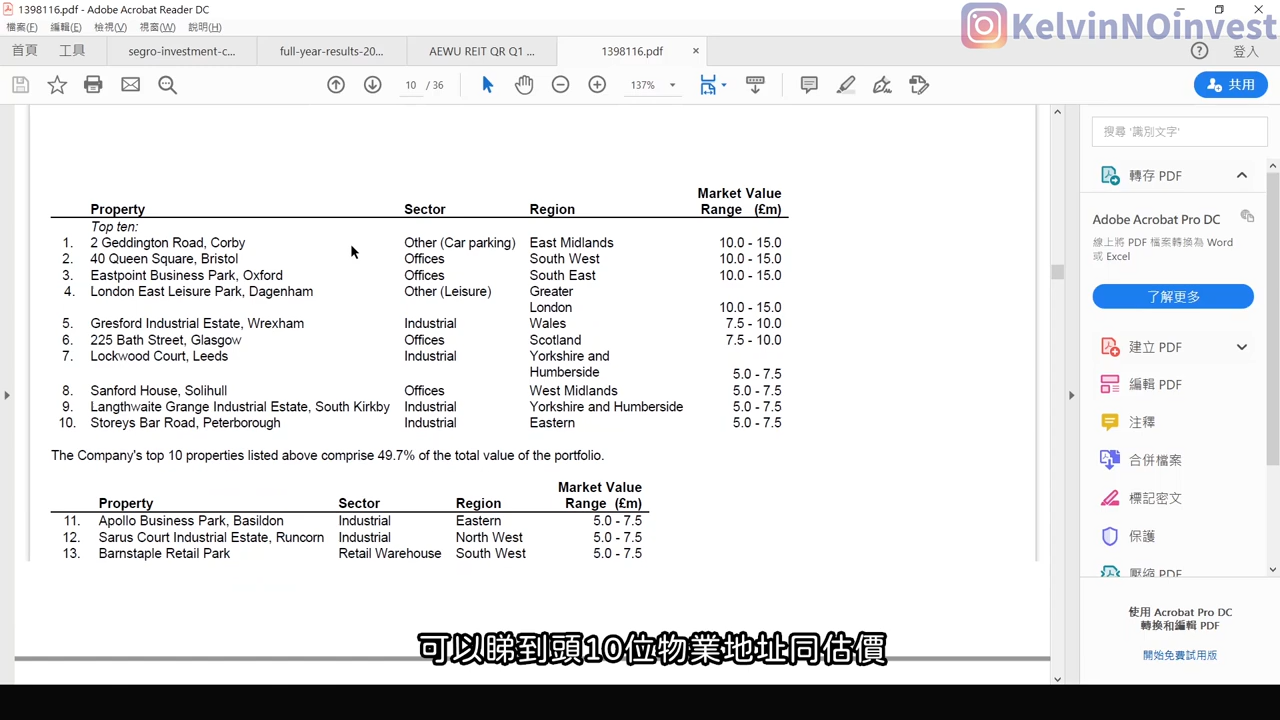 1398116.pdf - Adobe Acrobat Reader DC
檔案(F) 編輯(E) 檢視(V) 視窗(W) 說明(H)
KelvinNOinvest
首頁 工具 segro-investment-c... full-year-results-20... AEWU REIT QR Q1 ... 1398116.pdf × 登入
10 / 36 137% 共用
搜尋 '識別文字'
轉存 PDF
Adobe Acrobat Pro DC
線上將 PDF 檔案轉換為 Word
或 Excel
了解更多
建立 PDF
編輯 PDF
注釋
合併檔案
標記密文
保護
壓縮 PDF
使用 Acrobat Pro DC
轉換和編輯 PDF
開始免費試用版
Market Value
Property Sector Region Range (£m)
Top ten:
1. 2 Geddington Road, Corby Other (Car parking) East Midlands 10.0 - 15.0
2. 40 Queen Square, Bristol Offices South West 10.0 - 15.0
3. Eastpoint Business Park, Oxford Offices South East 10.0 - 15.0
4. London East Leisure Park, Dagenham Other (Leisure) Greater
London 10.0 - 15.0
5. Gresford Industrial Estate, Wrexham Industrial Wales 7.5 - 10.0
6. 225 Bath Street, Glasgow Offices Scotland 7.5 - 10.0
7. Lockwood Court, Leeds Industrial Yorkshire and
Humberside 5.0 - 7.5
8. Sanford House, Solihull Offices West Midlands 5.0 - 7.5
9. Langthwaite Grange Industrial Estate, South Kirkby Industrial Yorkshire and Humberside 5.0 - 7.5
10. Storeys Bar Road, Peterborough Industrial Eastern 5.0 - 7.5
The Company's top 10 properties listed above comprise 49.7% of the total value of the portfolio.
Market Value
Property Sector Region Range (£m)
11. Apollo Business Park, Basildon Industrial Eastern 5.0 - 7.5
12. Sarus Court Industrial Estate, Runcorn Industrial North West 5.0 - 7.5
13. Barnstaple Retail Park Retail Warehouse South West 5.0 - 7.5
可以睇到頭10位物業地址同估價